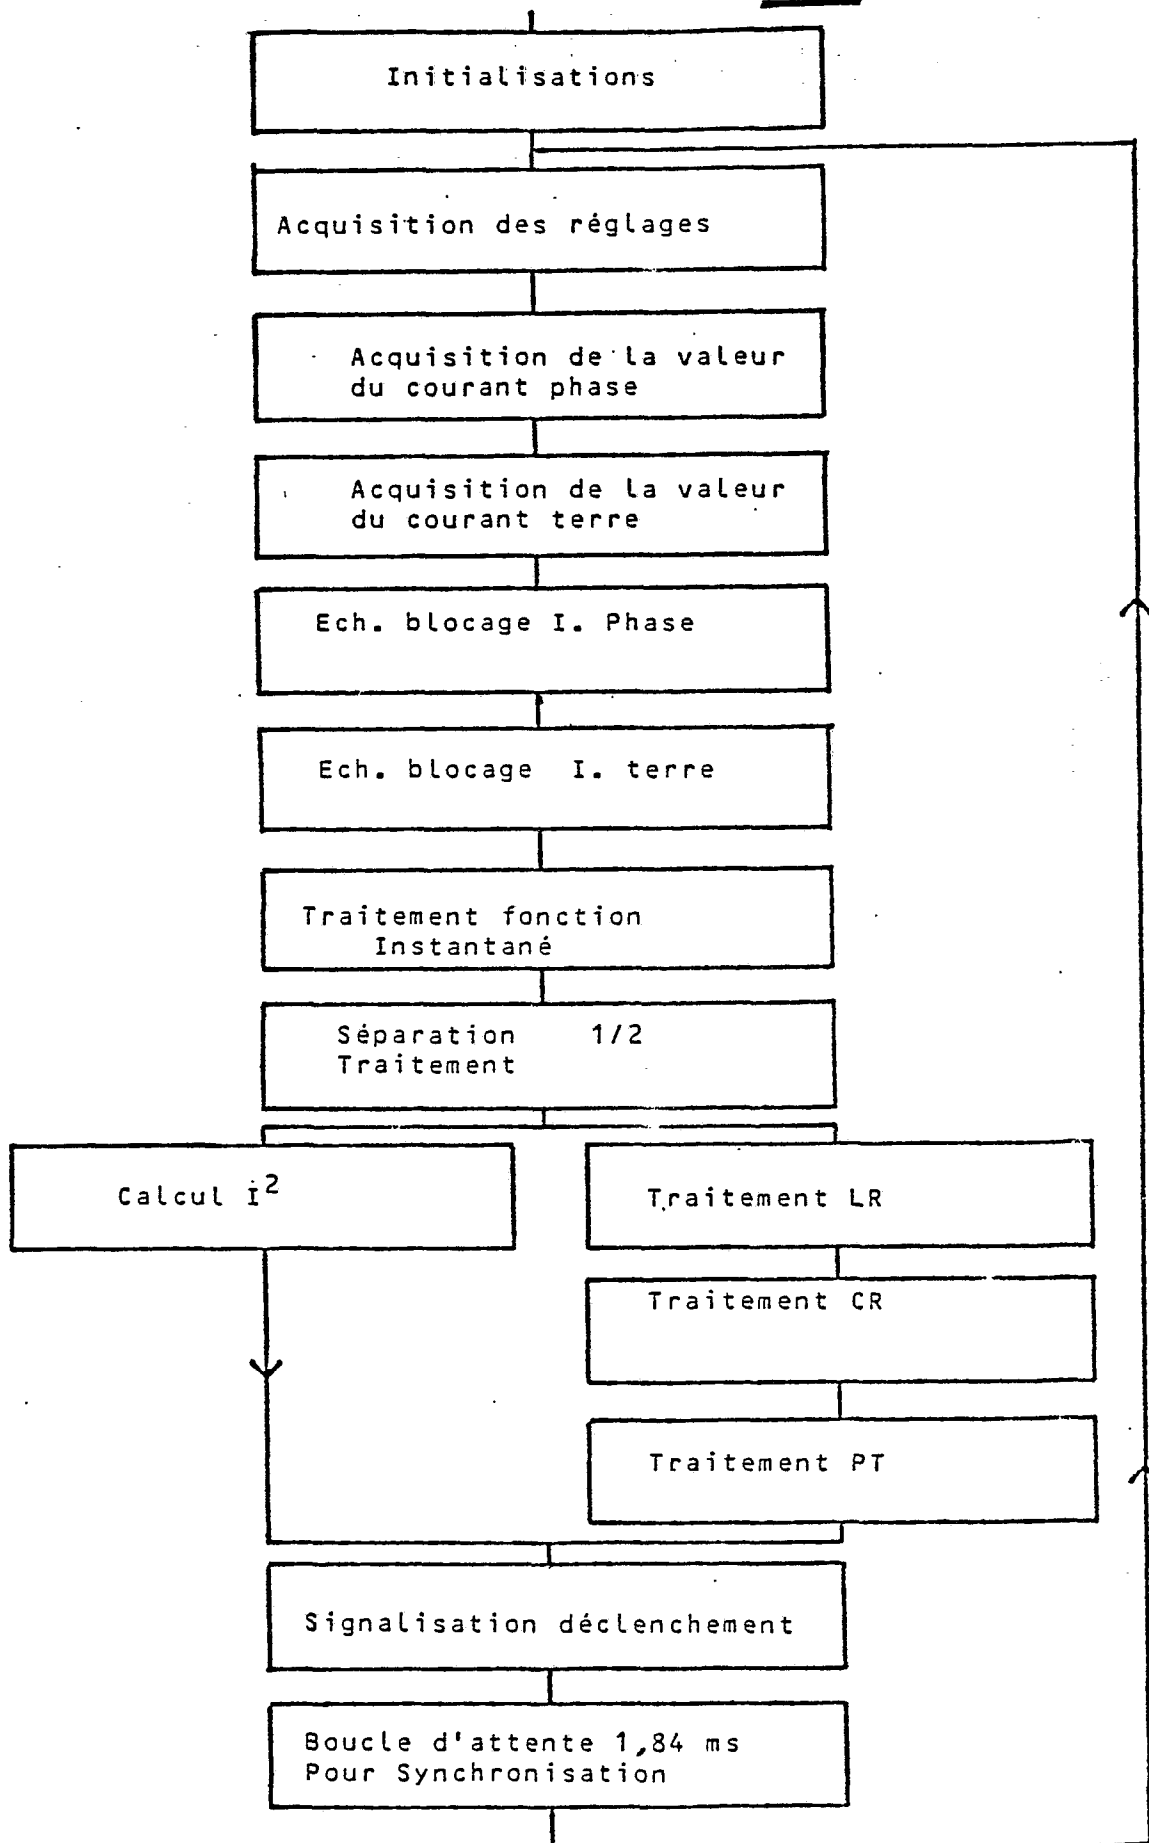 Initialisations
Acquisition des réglages
Acquisition de la valeur
du courant phase
Acquisition de la valeur
du courant terre
Ech. blocage I. Phase
Ech. blocage I. terre
Traitement fonction
Instantané
Séparation 1/2
Traitement
Calcul I²
Traitement LR
Traitement CR
Traitement PT
Signalisation déclenchement
Boucle d'attente 1,84 ms
Pour Synchronisation